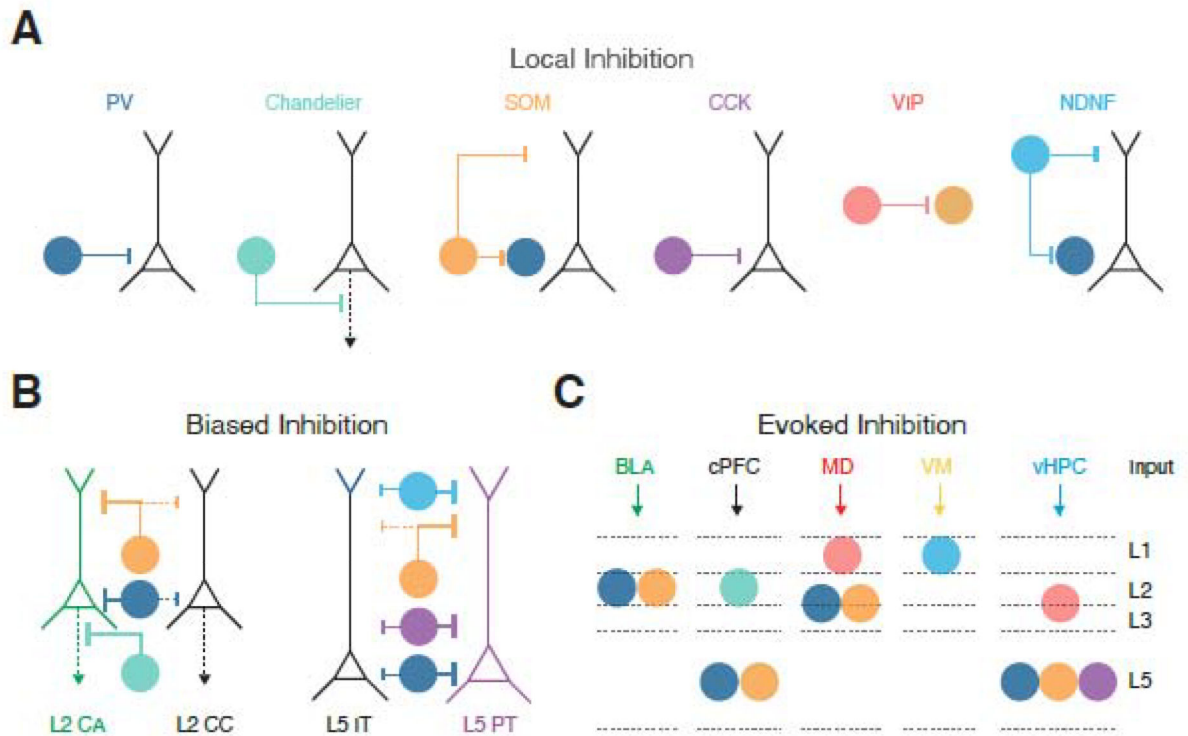 A
Local Inhibition
PV Chandelier SOM CCK VIP NDNF
B
Biased Inhibition
L2 CA L2 CC L5 IT L5 PT
C
Evoked Inhibition
BLA cPFC MD VM vHPC Input
L1
L2
L3
L5